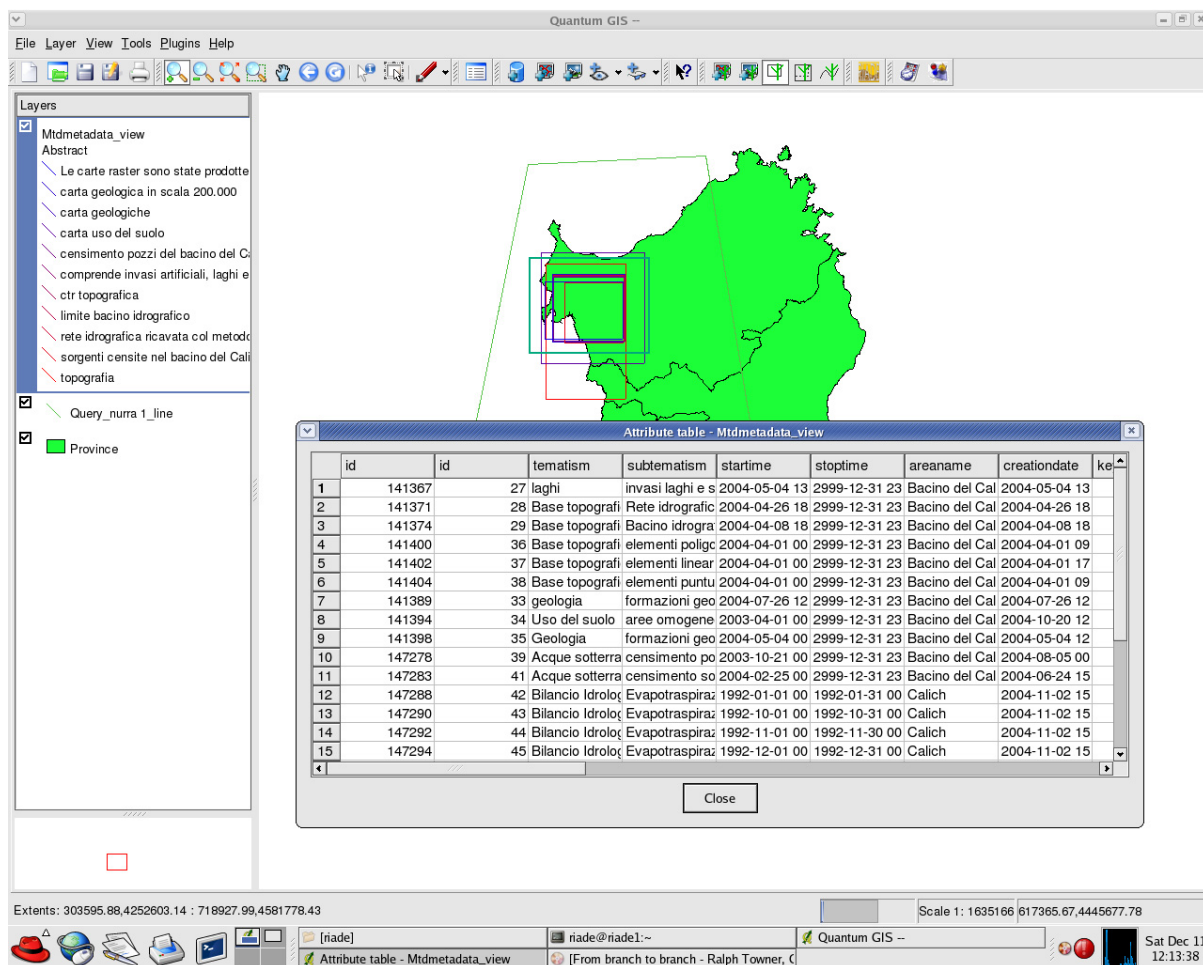 Quantum GIS --
File Layer View Tools Plugins Help
Layers
Mtdmetadata_view
Abstract
Le carte raster sono state prodotte
carta geologica in scala 200.000
carta geologiche
carta uso del suolo
censimento pozzi del bacino del Ca
comprende invasi artificiali, laghi e
ctr topografica
limite bacino idrografico
rete idrografica ricavata col metodo
sorgenti censite nel bacino del Cali
topografia
Query_nurra 1_line
Province
Attribute table - Mtdmetadata_view
id id tematism subtematism startime stoptime areaname creationdate ke
1 141367 27 laghi invasi laghi e s 2004-05-04 13 2999-12-31 23 Bacino del Cal 2004-05-04 13
2 141371 28 Base topografi Rete idrografic 2004-04-26 18 2999-12-31 23 Bacino del Cal 2004-04-26 18
3 141374 29 Base topografi Bacino idrogra 2004-04-08 18 2999-12-31 23 Bacino del Cal 2004-04-08 18
4 141400 36 Base topografi elementi poligo 2004-04-01 00 2999-12-31 23 Bacino del Cal 2004-04-01 09
5 141402 37 Base topografi elementi linear 2004-04-01 00 2999-12-31 23 Bacino del Cal 2004-04-01 17
6 141404 38 Base topografi elementi puntu 2004-04-01 00 2999-12-31 23 Bacino del Cal 2004-04-01 09
7 141389 33 geologia formazioni geo 2004-07-26 12 2999-12-31 23 Bacino del Cal 2004-07-26 12
8 141394 34 Uso del suolo aree omogene 2003-04-01 00 2999-12-31 23 Bacino del Cal 2004-10-20 12
9 141398 35 Geologia formazioni geo 2004-05-04 00 2999-12-31 23 Bacino del Cal 2004-05-04 12
10 147278 39 Acque sotterra censimento po 2003-10-21 00 2999-12-31 23 Bacino del Cal 2004-08-05 00
11 147283 41 Acque sotterra censimento so 2004-02-25 00 2999-12-31 23 Bacino del Cal 2004-06-24 15
12 147288 42 Bilancio Idrolog Evapotraspiraz 1992-01-01 00 1992-01-31 00 Calich 2004-11-02 15
13 147290 43 Bilancio Idrolog Evapotraspiraz 1992-10-01 00 1992-10-31 00 Calich 2004-11-02 15
14 147292 44 Bilancio Idrolog Evapotraspiraz 1992-11-01 00 1992-11-30 00 Calich 2004-11-02 15
15 147294 45 Bilancio Idrolog Evapotraspiraz 1992-12-01 00 1992-12-31 00 Calich 2004-11-02 15
Close
Extents: 303595.88,4252603.14 : 718927.99,4581778.43
Scale 1: 1635166 617365.67,4445677.78
[riade] riade@riade1:~ Quantum GIS --
Attribute table - Mtdmetadata_view [From branch to branch - Ralph Towner, C
Sat Dec 11
12:13:38